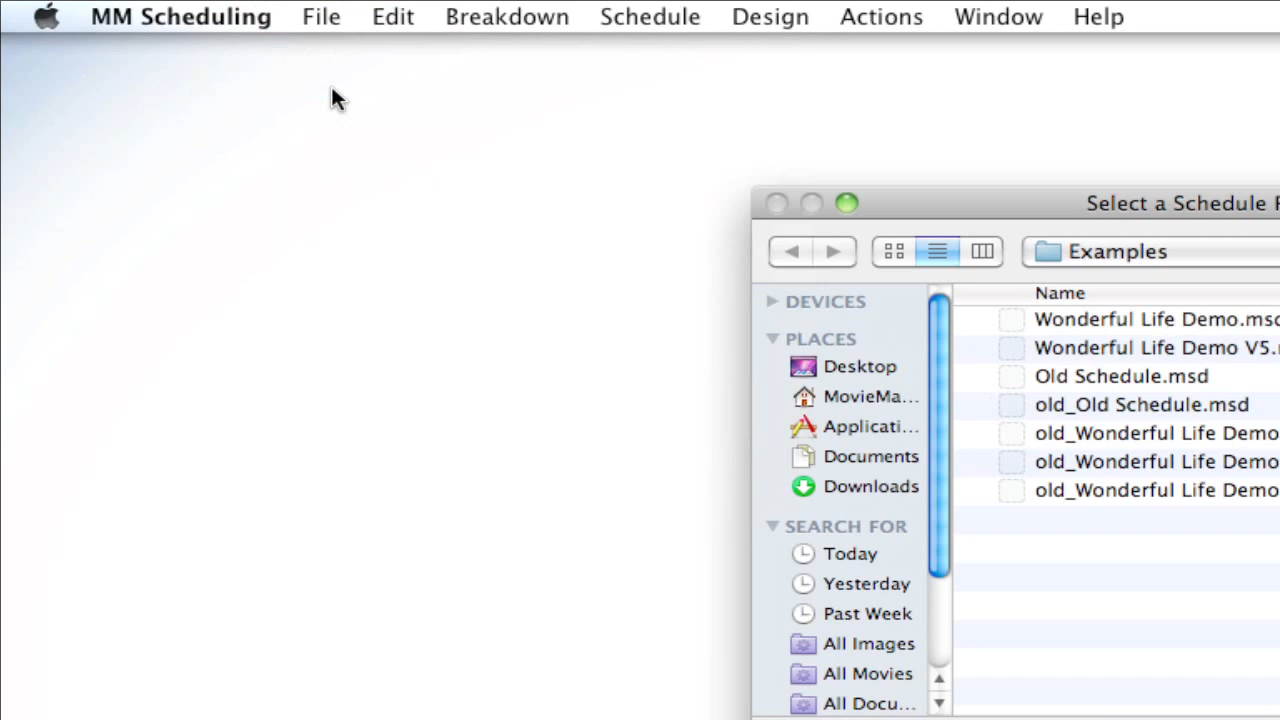 MM Scheduling File Edit Breakdown Schedule Design Actions Window Help
Select a Schedule
Examples
DEVICES
PLACES
Desktop
MovieMa...
Applicati...
Documents
Downloads
SEARCH FOR
Today
Yesterday
Past Week
All Images
All Movies
All Docu...
Name
Wonderful Life Demo.msd
Wonderful Life Demo V5.
Old Schedule.msd
old_Old Schedule.msd
old_Wonderful Life Demo
old_Wonderful Life Demo
old_Wonderful Life Demo